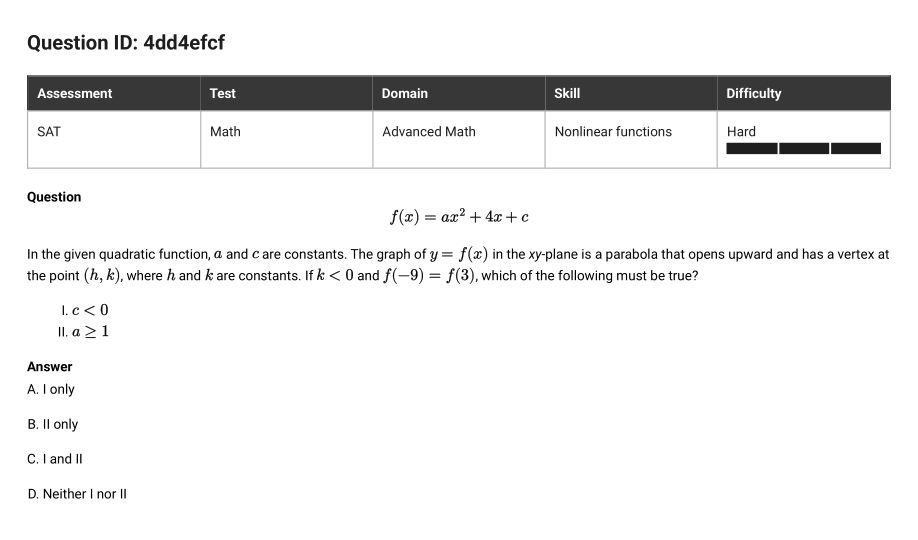 Question ID: 4dd4efcf
Assessment Test Domain Skill Difficulty
SAT Math Advanced Math Nonlinear functions Hard
Question
f(x) = ax² + 4x + c
In the given quadratic function, a and c are constants. The graph of y = f(x) in the xy-plane is a parabola that opens upward and has a vertex at
the point (h, k), where h and k are constants. If k < 0 and f(−9) = f(3), which of the following must be true?
I. c < 0
II. a ≥ 1
Answer
A. I only
B. II only
C. I and II
D. Neither I nor II